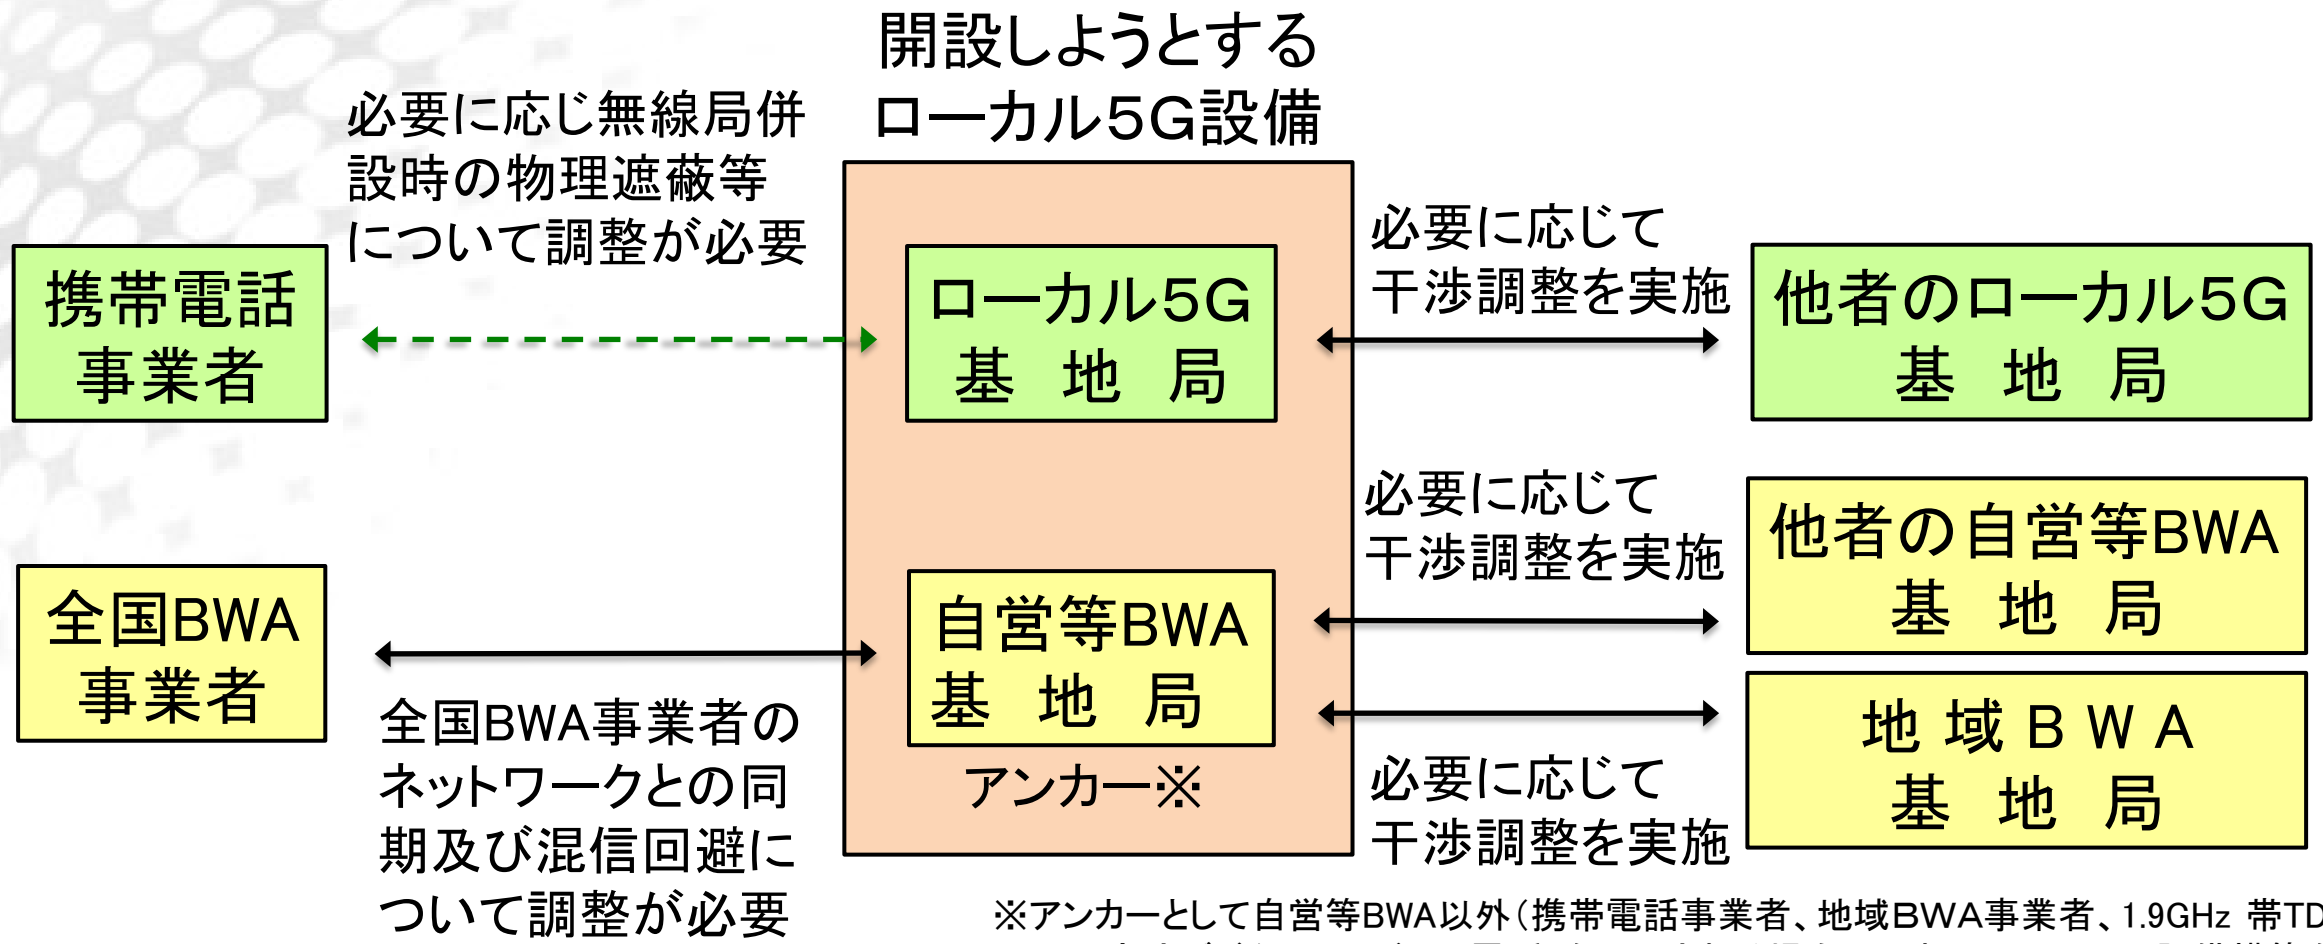 開設しようとする
ローカル５G設備
必要に応じ無線局併
設時の物理遮蔽等
について調整が必要
携帯電話
事業者
ローカル５G
基 地 局
必要に応じて
干渉調整を実施
他者のローカル５G
基 地 局
全国BWA
事業者
全国BWA事業者の
ネットワークとの同
期及び混信回避に
ついて調整が必要
自営等BWA
基 地 局
アンカー※
必要に応じて
干渉調整を実施
他者の自営等BWA
基 地 局
必要に応じて
干渉調整を実施
地 域 B W A
基 地 局
※アンカーとして自営等BWA以外（携帯電話事業者、地域ＢＷＡ事業者、1.9GHz 帯TD